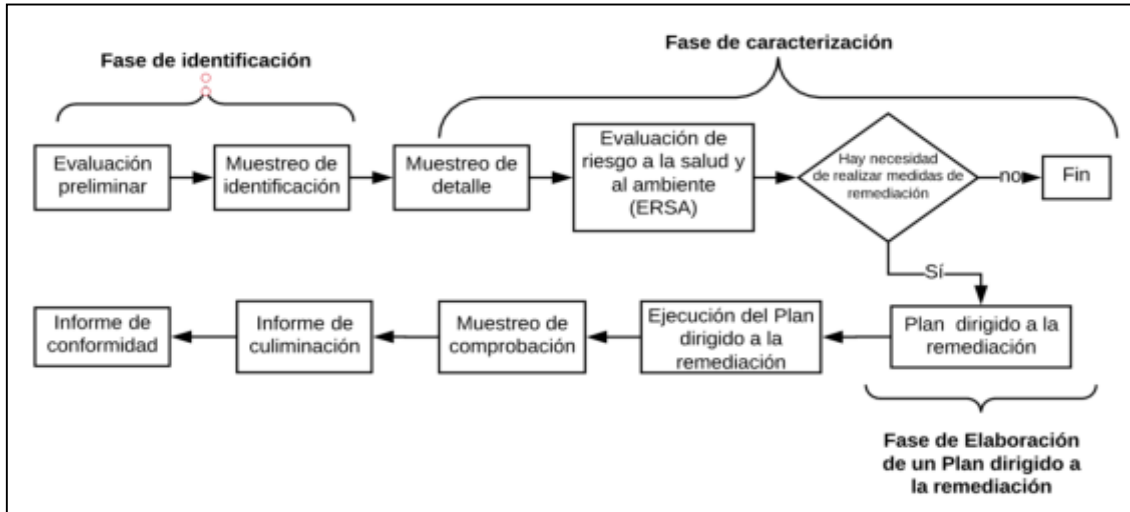 Fase de identificación
Fase de caracterización
Evaluación
preliminar
Muestreo de
identificación
Muestreo de
detalle
Evaluación de
riesgo a la salud y
al ambiente
(ERSA)
Hay necesidad
de realizar medidas de
remediación
no
Fin
Sí
Plan dirigido a la
remediación
Ejecución del Plan
dirigido a la
remediación
Muestreo de
comprobación
Informe de
culiminación
Informe de
conformidad
Fase de Elaboración
de un Plan dirigido a
la remediación